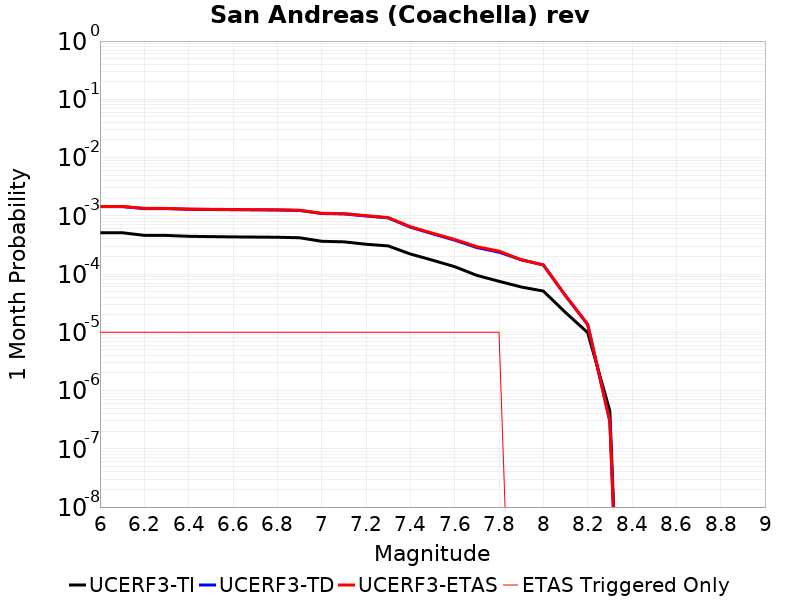 San Andreas (Coachella) rev
10^0
10^-1
10^-2
10^-3
10^-4
10^-5
10^-6
10^-7
10^-8
1 Month Probability
6 6.2 6.4 6.6 6.8 7 7.2 7.4 7.6 7.8 8 8.2 8.4 8.6 8.8 9
Magnitude
UCERF3-TI UCERF3-TD UCERF3-ETAS ETAS Triggered Only